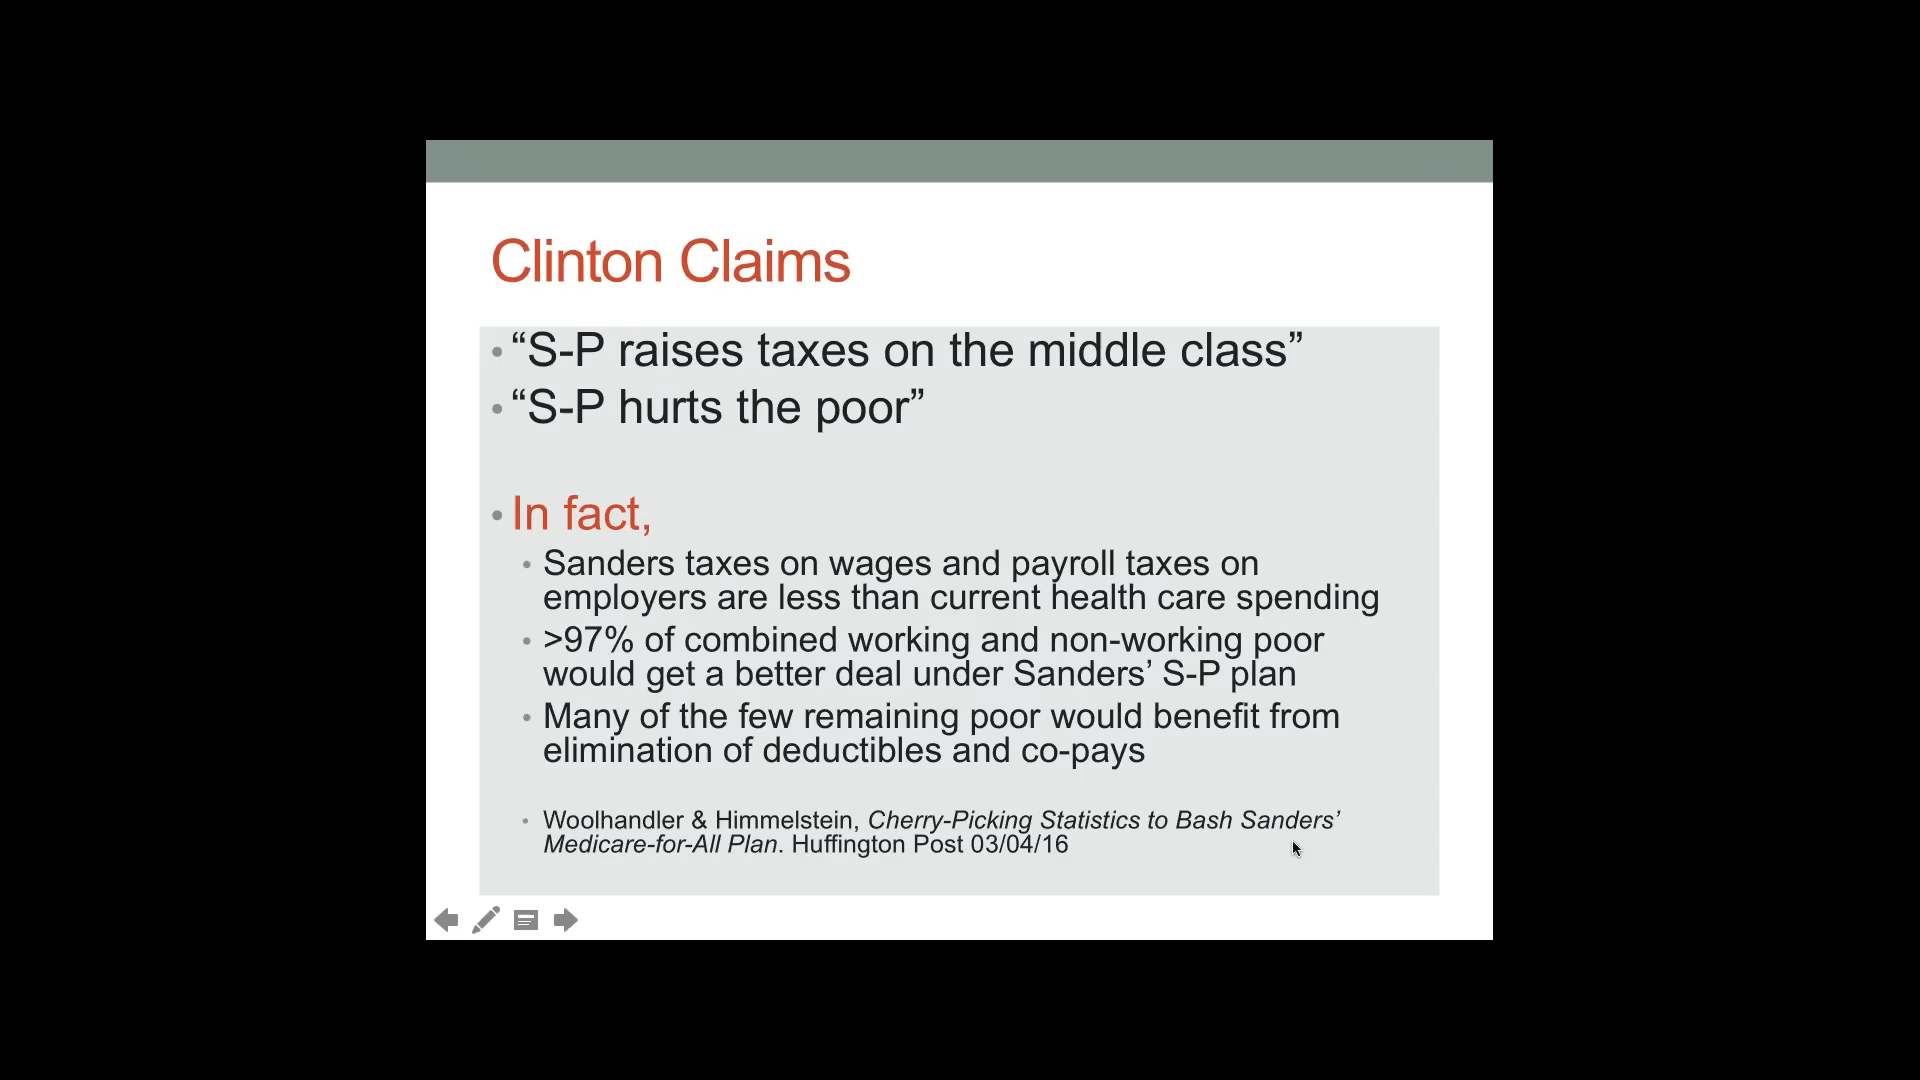 Clinton Claims
• “S-P raises taxes on the middle class”
• “S-P hurts the poor”
• In fact,
• Sanders taxes on wages and payroll taxes on
employers are less than current health care spending
• >97% of combined working and non-working poor
would get a better deal under Sanders’ S-P plan
• Many of the few remaining poor would benefit from
elimination of deductibles and co-pays
• Woolhandler & Himmelstein, Cherry-Picking Statistics to Bash Sanders’
Medicare-for-All Plan. Huffington Post 03/04/16